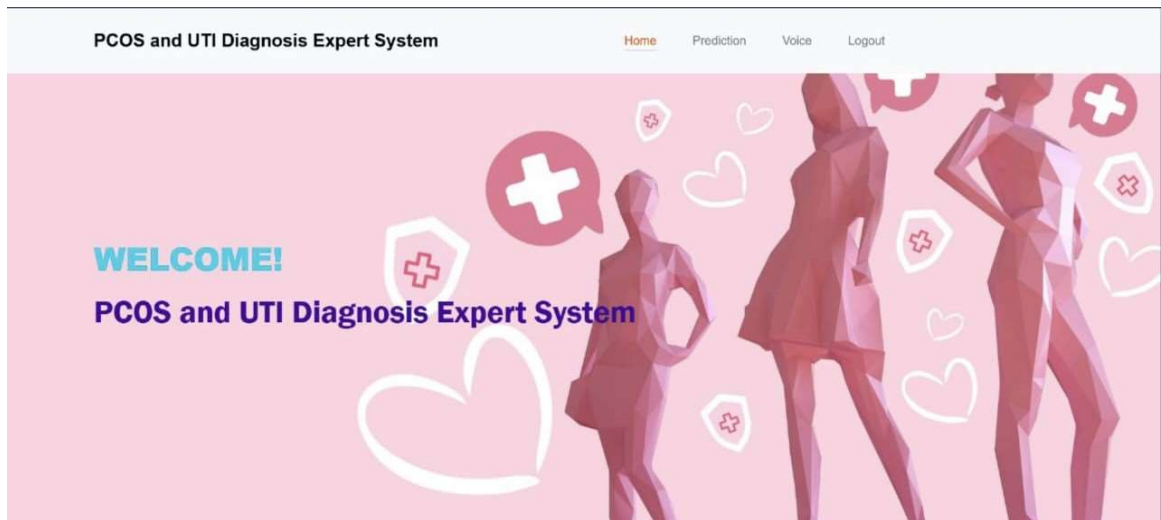 PCOS and UTI Diagnosis Expert System
Home Prediction Voice Logout
WELCOME!
PCOS and UTI Diagnosis Expert System